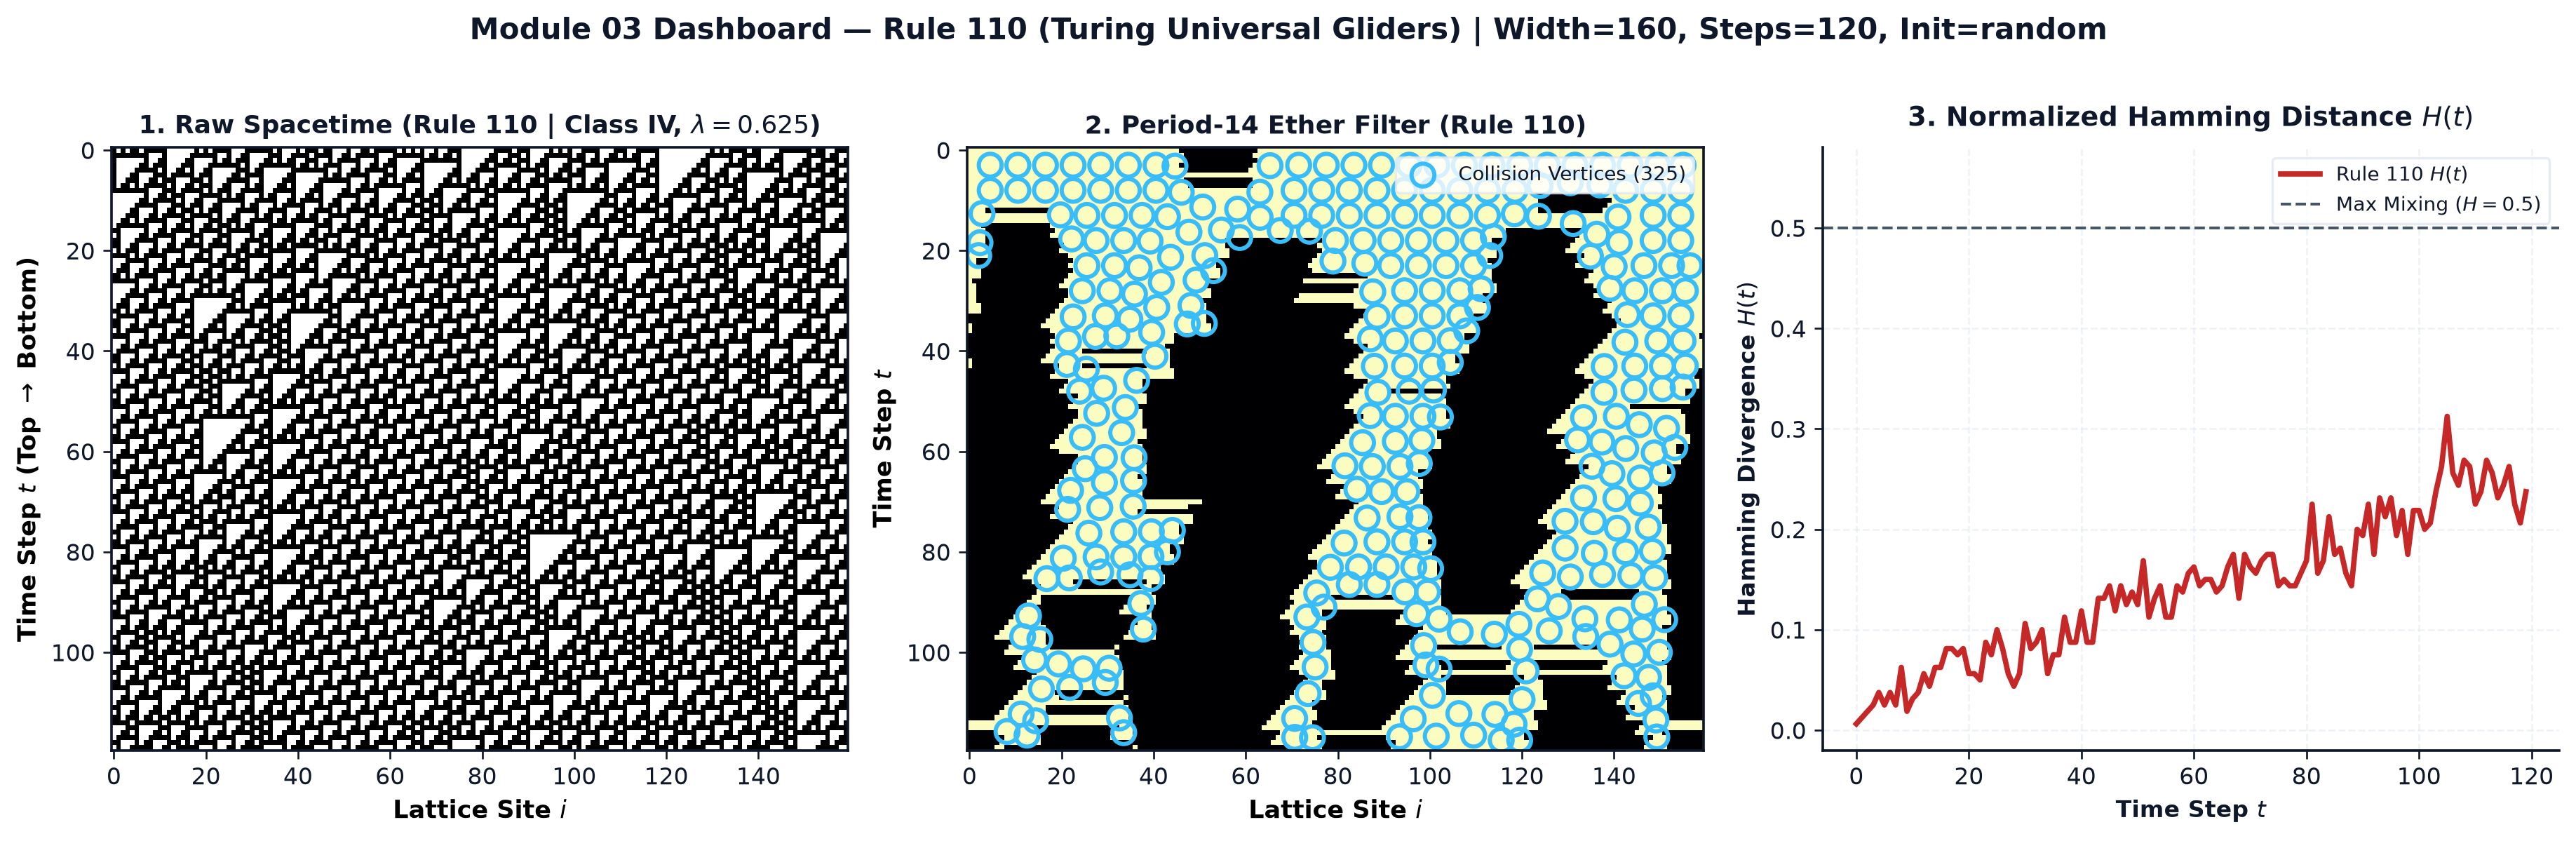 Module 03 Dashboard — Rule 110 (Turing Universal Gliders) | Width=160, Steps=120, Init=random
1. Raw Spacetime (Rule 110 | Class IV, λ = 0.625)
Time Step t (Top → Bottom)
0
20
40
60
80
100
0 20 40 60 80 100 120 140
Lattice Site i
2. Period-14 Ether Filter (Rule 110)
Collision Vertices (325)
Time Step t
0
20
40
60
80
100
0 20 40 60 80 100 120 140
Lattice Site i
3. Normalized Hamming Distance H(t)
Rule 110 H(t)
Max Mixing (H = 0.5)
Hamming Divergence H(t)
0.5
0.4
0.3
0.2
0.1
0.0
0 20 40 60 80 100 120
Time Step t